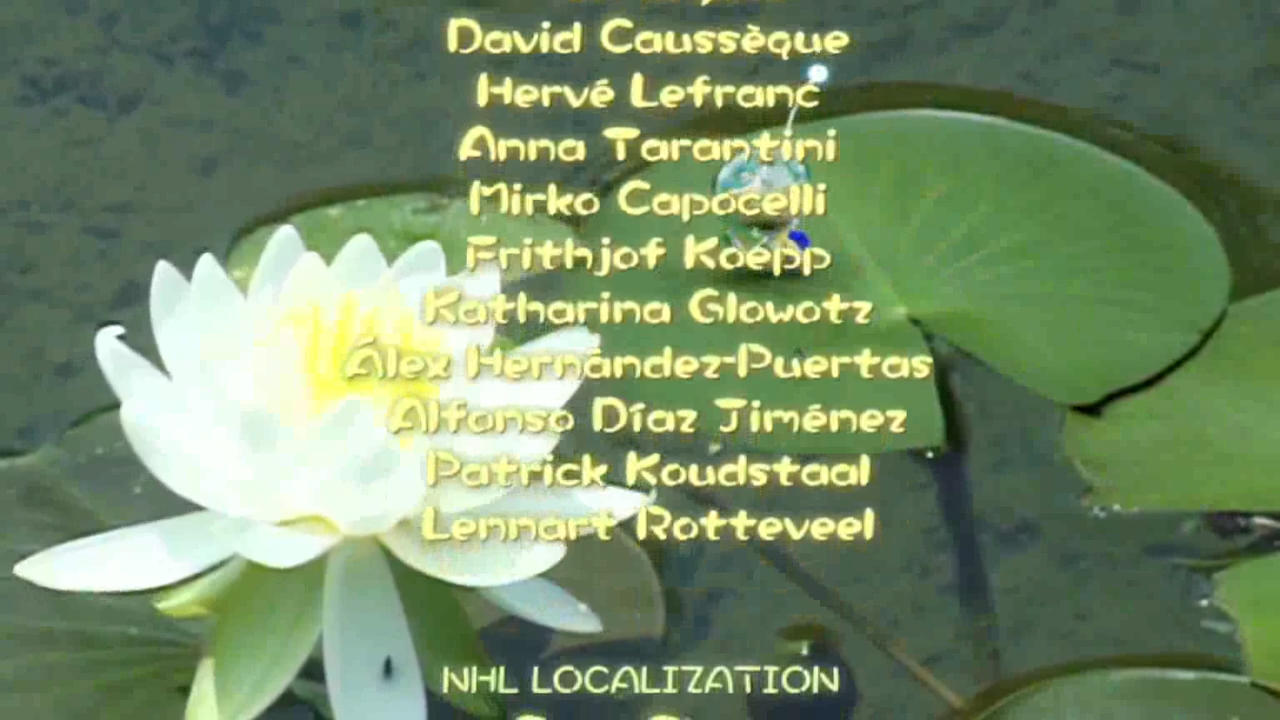 David Caussèque
Hervé Lefranc
Anna Tarantini
Mirko Capocelli
Frithjof Koepp
Katharina Glowotz
Álex Hernández-Puertas
Alfonso Díaz Jiménez
Patrick Koudstaal
Lennart Rotteveel
NHL LOCALIZATION